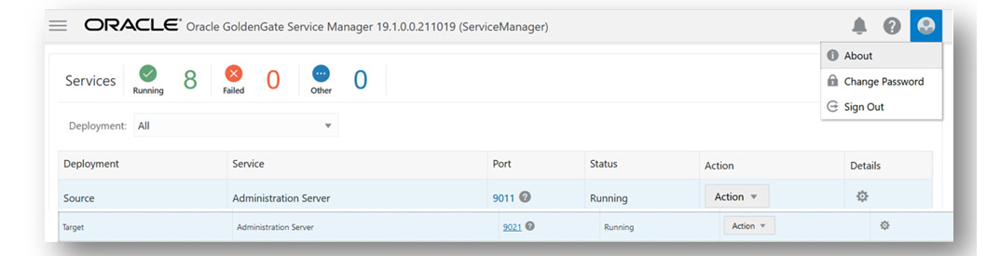 ORACLE Oracle GoldenGate Service Manager 19.1.0.0.211019 (ServiceManager)
About
Change Password
Sign Out
Services Running 8 Failed 0 Other 0
Deployment: All
Deployment Service Port Status Action Details
Source Administration Server 9011 Running Action
Target Administration Server 9021 Running Action